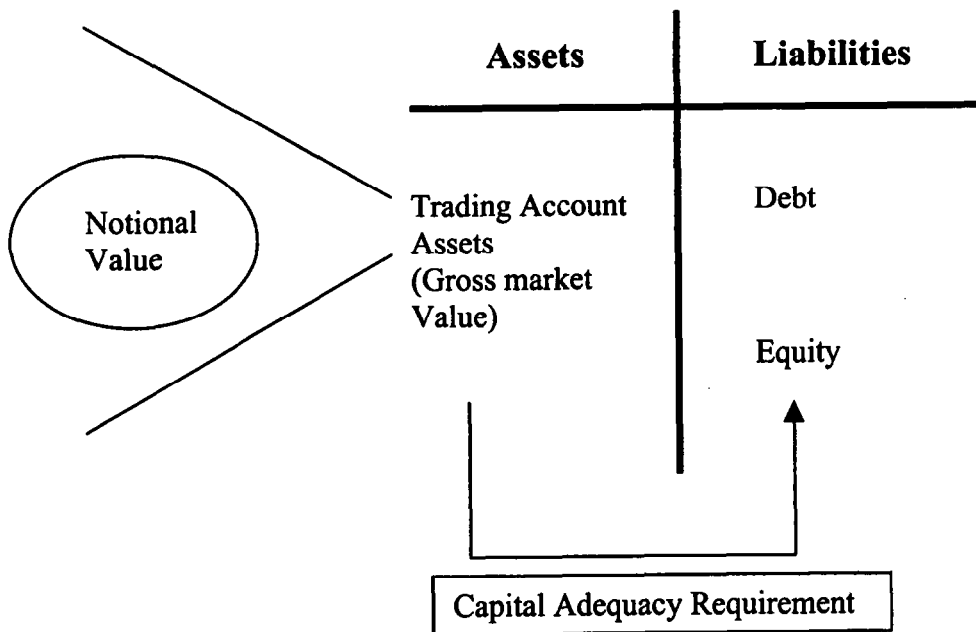 Assets
Liabilities
Notional
Value
Trading Account
Assets
(Gross market
Value)
Debt
Equity
Capital Adequacy Requirement